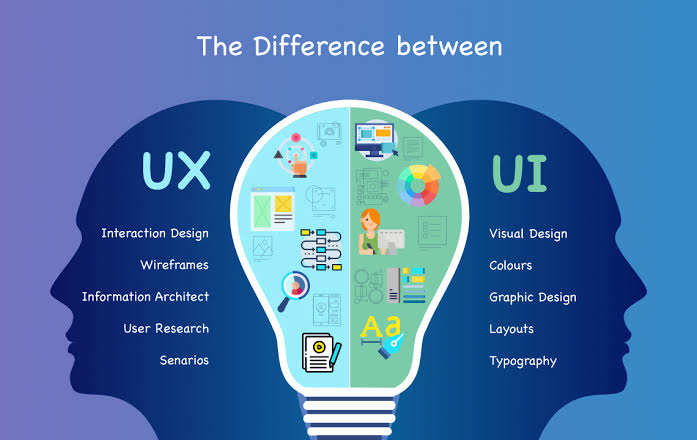 The Difference between
UX
Interaction Design
Wireframes
Information Architect
User Research
Senarios
Aa
UI
Visual Design
Colours
Graphic Design
Layouts
Typography